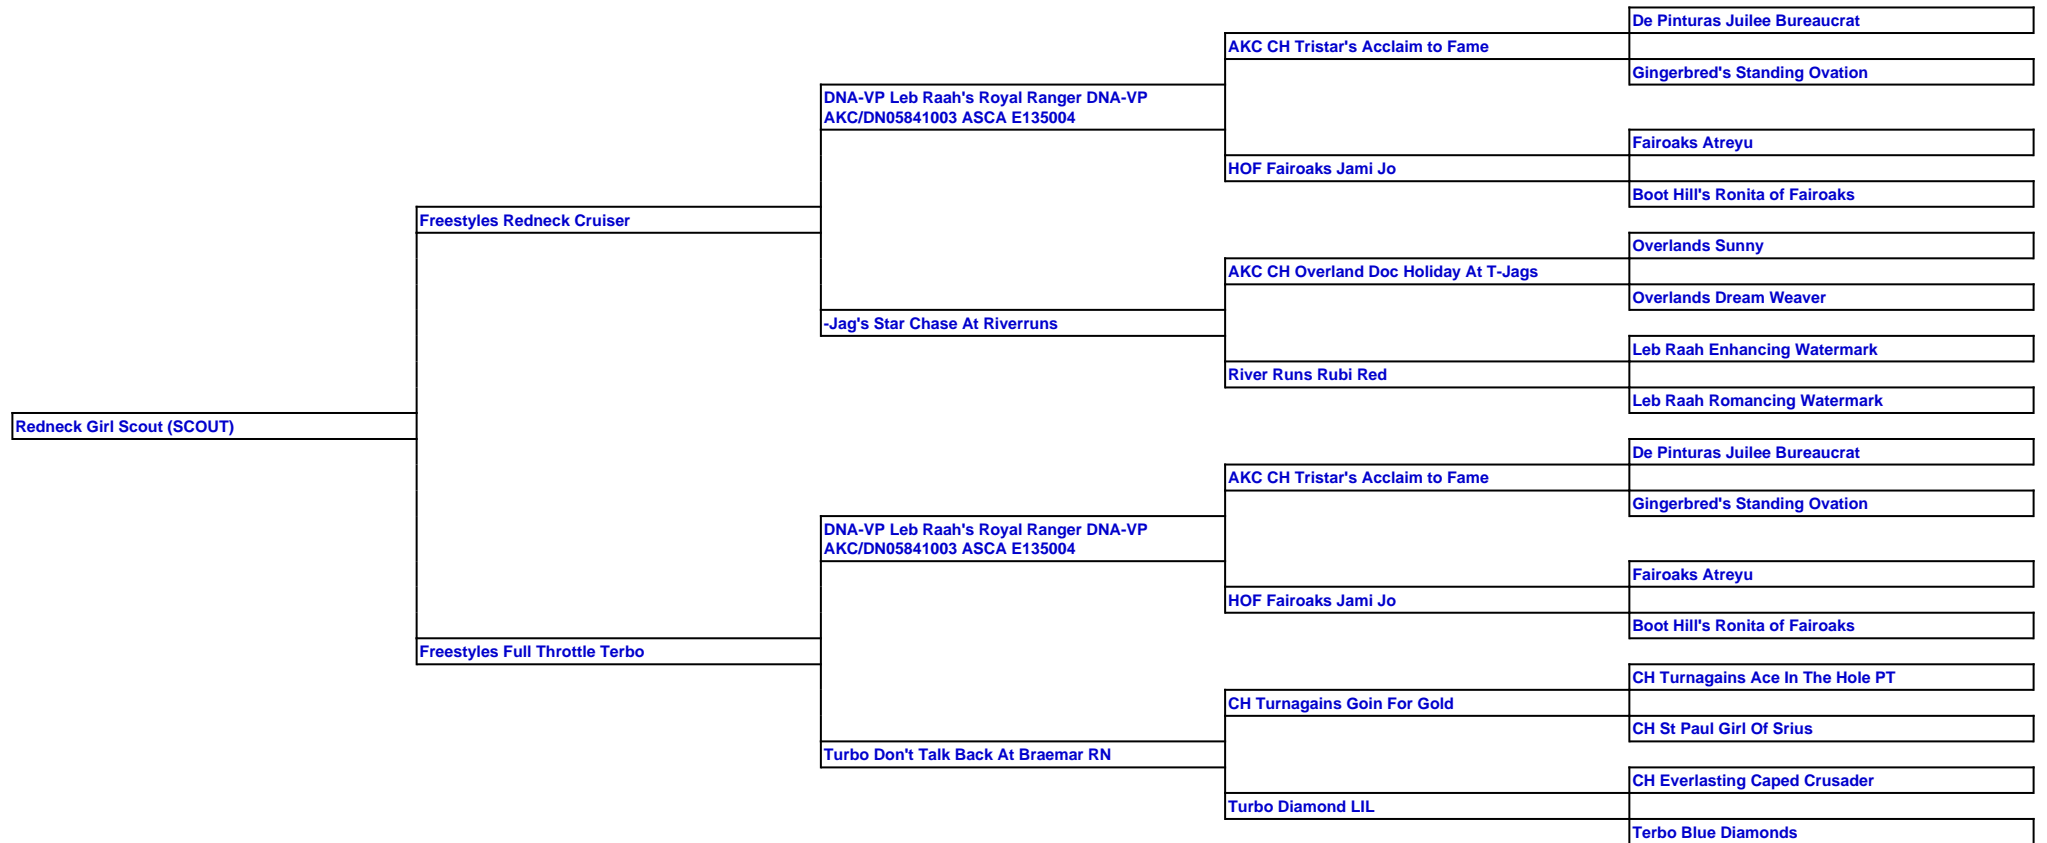 De Pinturas Juilee Bureaucrat
AKC CH Tristar's Acclaim to Fame
Gingerbred's Standing Ovation
DNA-VP Leb Raah's Royal Ranger DNA-VP
AKC/DN05841003 ASCA E135004
Fairoaks Atreyu
HOF Fairoaks Jami Jo
Boot Hill's Ronita of Fairoaks
Freestyles Redneck Cruiser
Overlands Sunny
AKC CH Overland Doc Holiday At T-Jags
Overlands Dream Weaver
-Jag's Star Chase At Riverruns
Leb Raah Enhancing Watermark
River Runs Rubi Red
Leb Raah Romancing Watermark
Redneck Girl Scout (SCOUT)
De Pinturas Juilee Bureaucrat
AKC CH Tristar's Acclaim to Fame
Gingerbred's Standing Ovation
DNA-VP Leb Raah's Royal Ranger DNA-VP
AKC/DN05841003 ASCA E135004
Fairoaks Atreyu
HOF Fairoaks Jami Jo
Boot Hill's Ronita of Fairoaks
Freestyles Full Throttle Terbo
CH Turnagains Ace In The Hole PT
CH Turnagains Goin For Gold
CH St Paul Girl Of Srius
Turbo Don't Talk Back At Braemar RN
CH Everlasting Caped Crusader
Turbo Diamond LIL
Terbo Blue Diamonds